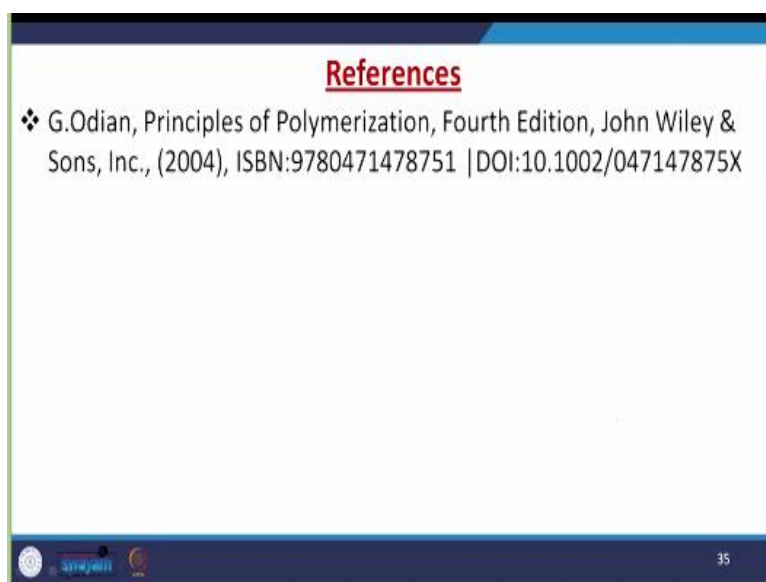 References
❖ G.Odian, Principles of Polymerization, Fourth Edition, John Wiley &
Sons, Inc., (2004), ISBN:9780471478751 |DOI:10.1002/047147875X
swayam
35